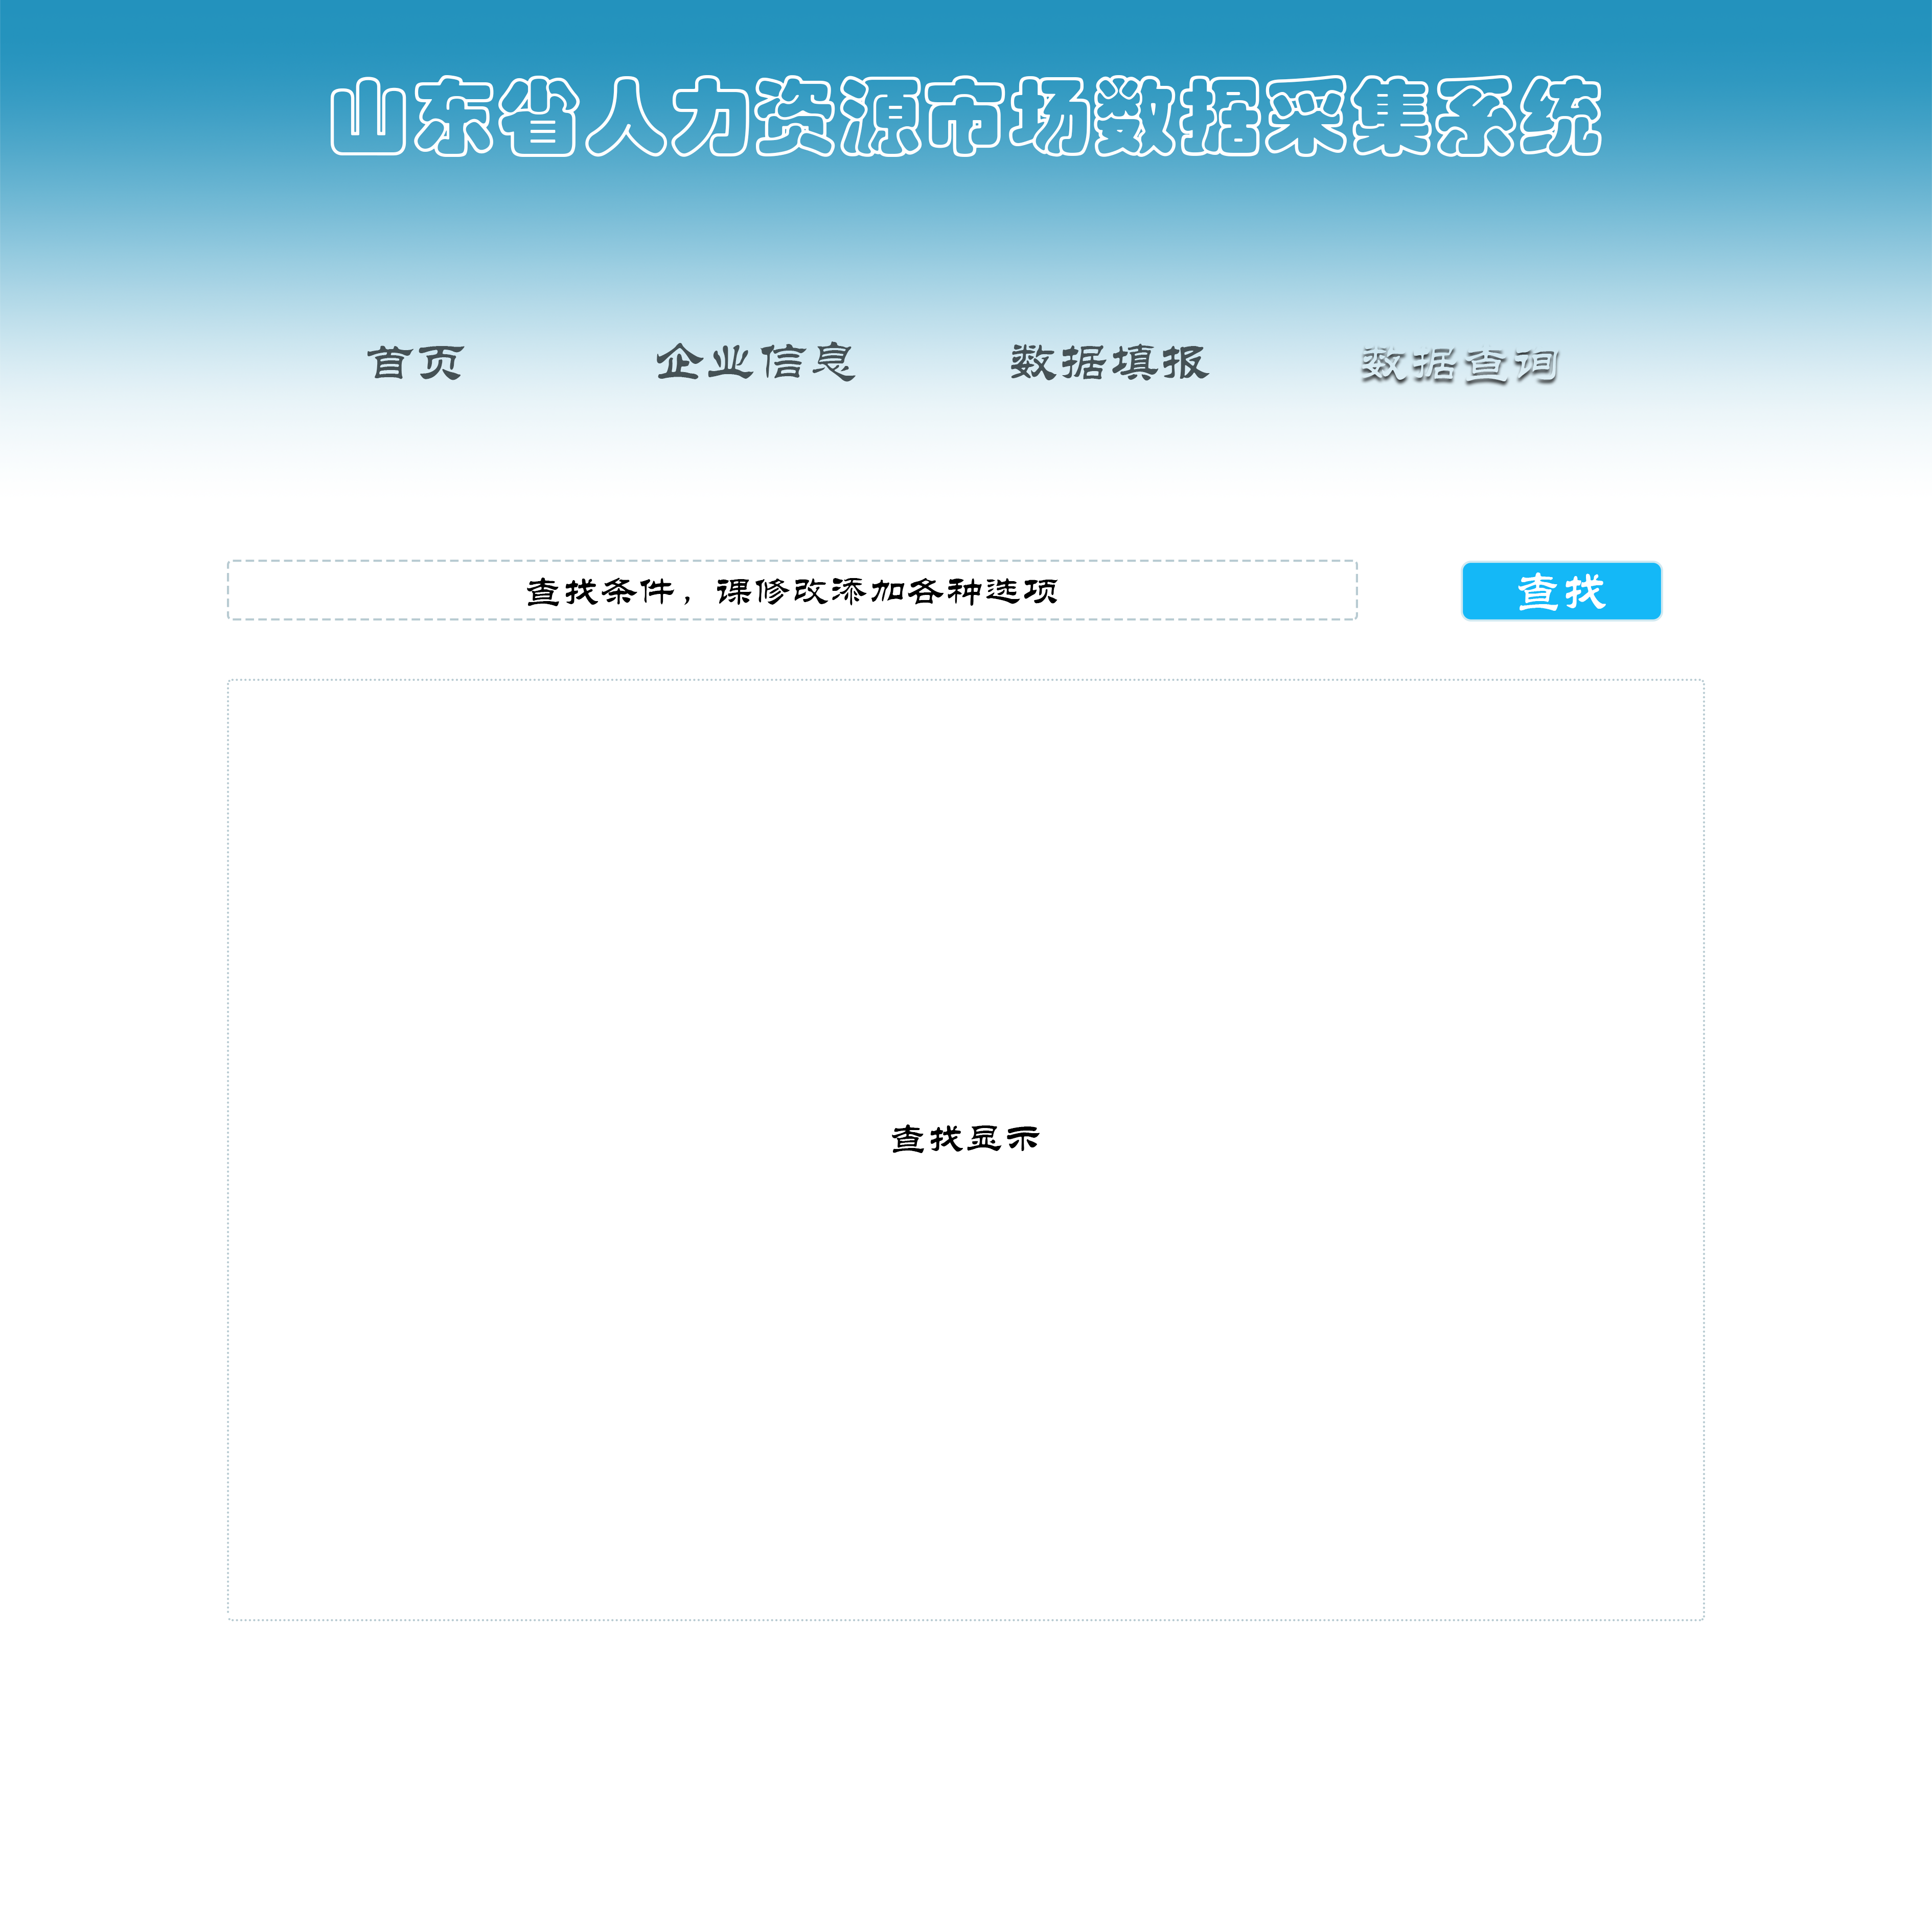 山东省人力资源市场数据采集系统
首页 企业信息 数据填报 数据查询
查找条件，课修改添加各种选项 查找
查找显示